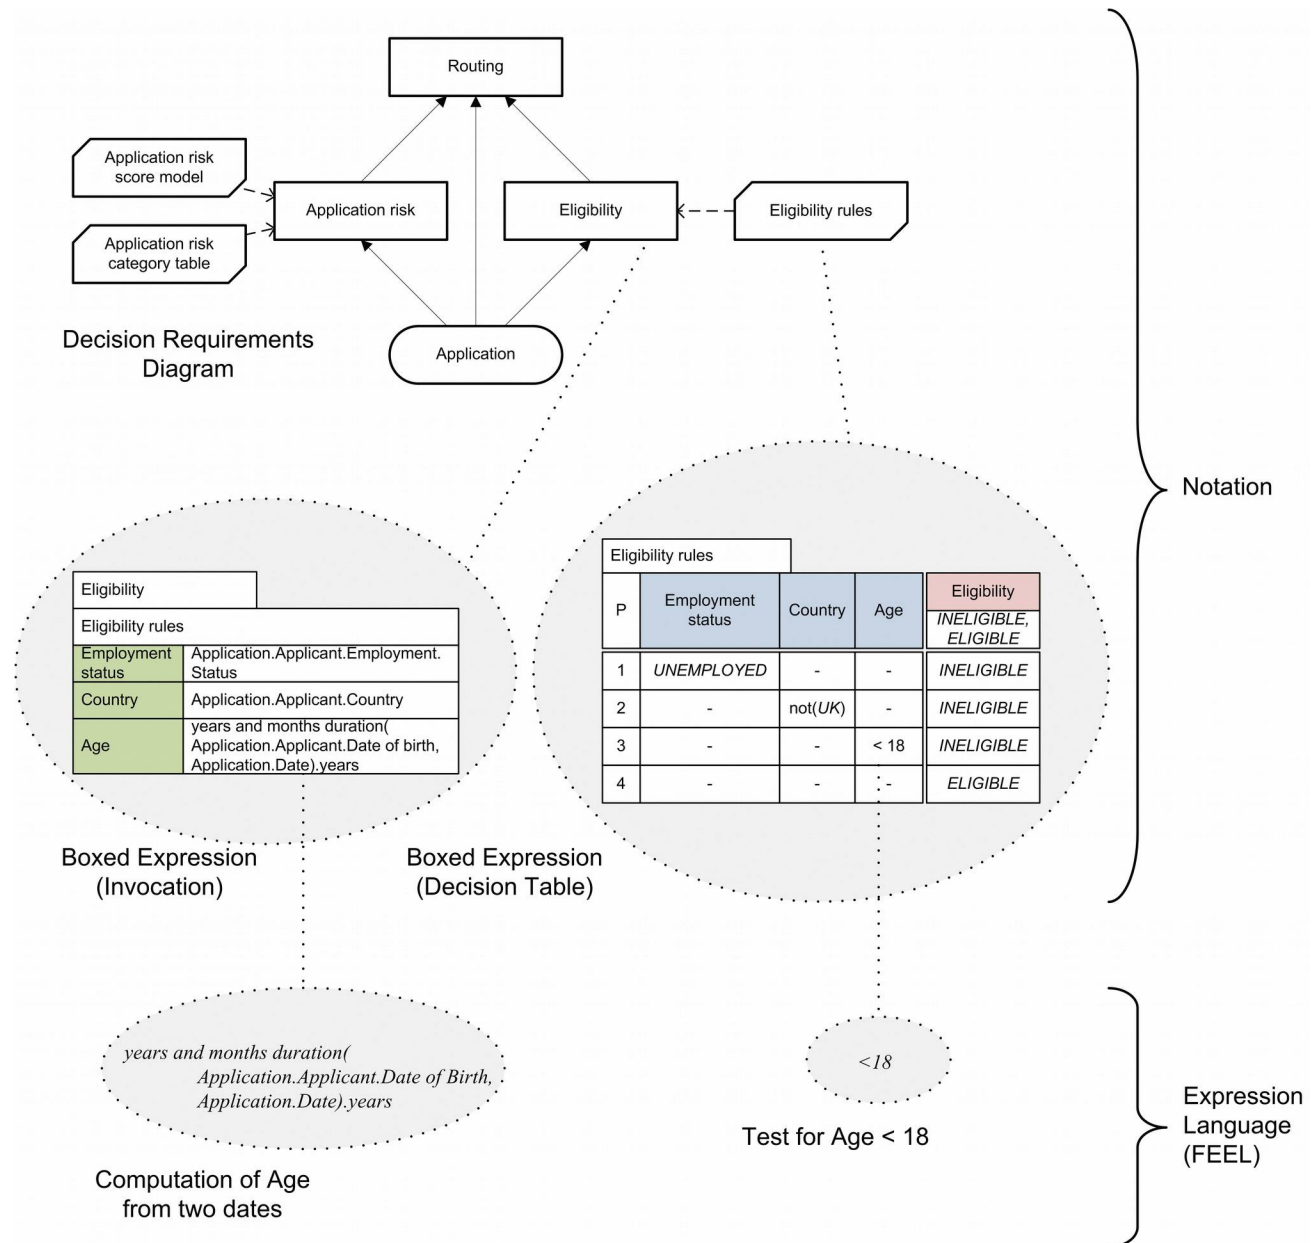 Routing
Application risk
score model
Application risk
Eligibility
Eligibility rules
Application risk
category table
Decision Requirements
Diagram
Application
Notation
Eligibility
Eligibility rules
Employment
status
Application.Applicant.Employment.
Status
Country
Application.Applicant.Country
Age
years and months duration(
Application.Applicant.Date of birth,
Application.Date).years
Eligibility rules
P
Employment
status
Country
Age
Eligibility
INELIGIBLE,
ELIGIBLE
1 UNEMPLOYED - - INELIGIBLE
2 - not(UK) - INELIGIBLE
3 - - < 18 INELIGIBLE
4 - - - ELIGIBLE
Boxed Expression
(Invocation)
Boxed Expression
(Decision Table)
years and months duration(
Application.Applicant.Date of Birth,
Application.Date).years
<18
Computation of Age
from two dates
Test for Age < 18
Expression
Language
(FEEL)